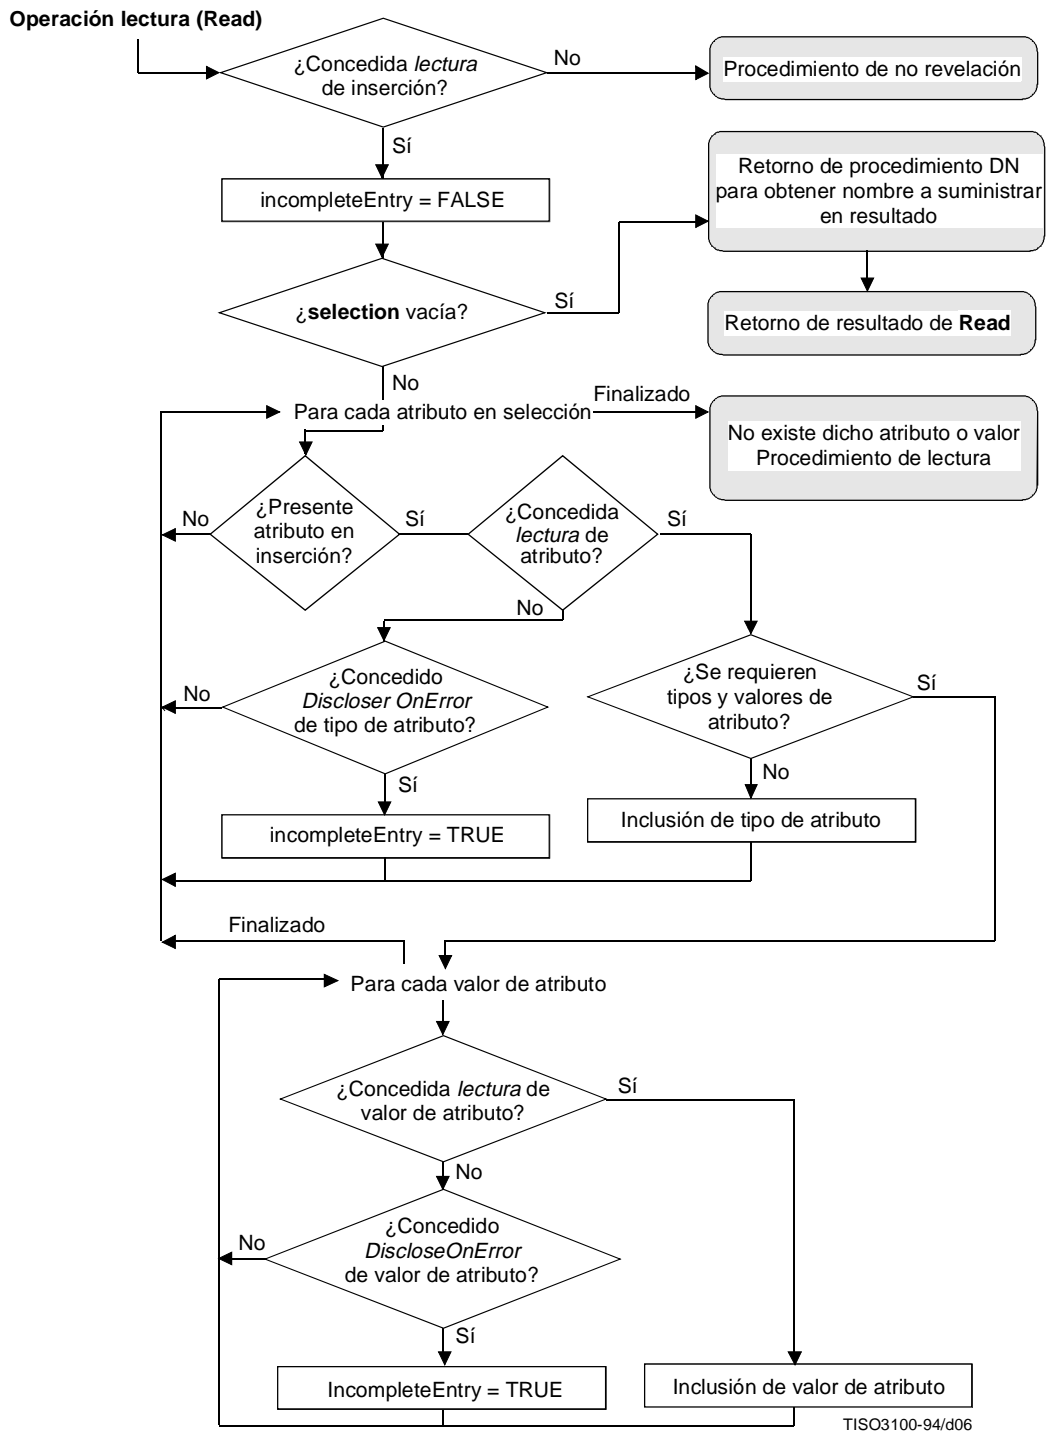 Operación lectura (Read)
¿Concedida lectura
de inserción?
No
Procedimiento de no revelación
Sí
incompleteEntry = FALSE
Retorno de procedimiento DN
para obtener nombre a suministrar
en resultado
¿selection vacía?
Sí
Retorno de resultado de Read
No
Para cada atributo en selección
Finalizado
No existe dicho atributo o valor
Procedimiento de lectura
No
¿Presente
atributo en
inserción?
Sí
¿Concedida
lectura de
atributo?
Sí
No
No
¿Concedido
Discloser OnError
de tipo de atributo?
¿Se requieren
tipos y valores de
atributo?
Sí
Sí
No
incompleteEntry = TRUE
Inclusión de tipo de atributo
Finalizado
Para cada valor de atributo
¿Concedida lectura de
valor de atributo?
Sí
No
No
¿Concedido
DiscloseOnError
de valor de atributo?
Sí
IncompleteEntry = TRUE
Inclusión de valor de atributo
TISO3100-94/d06